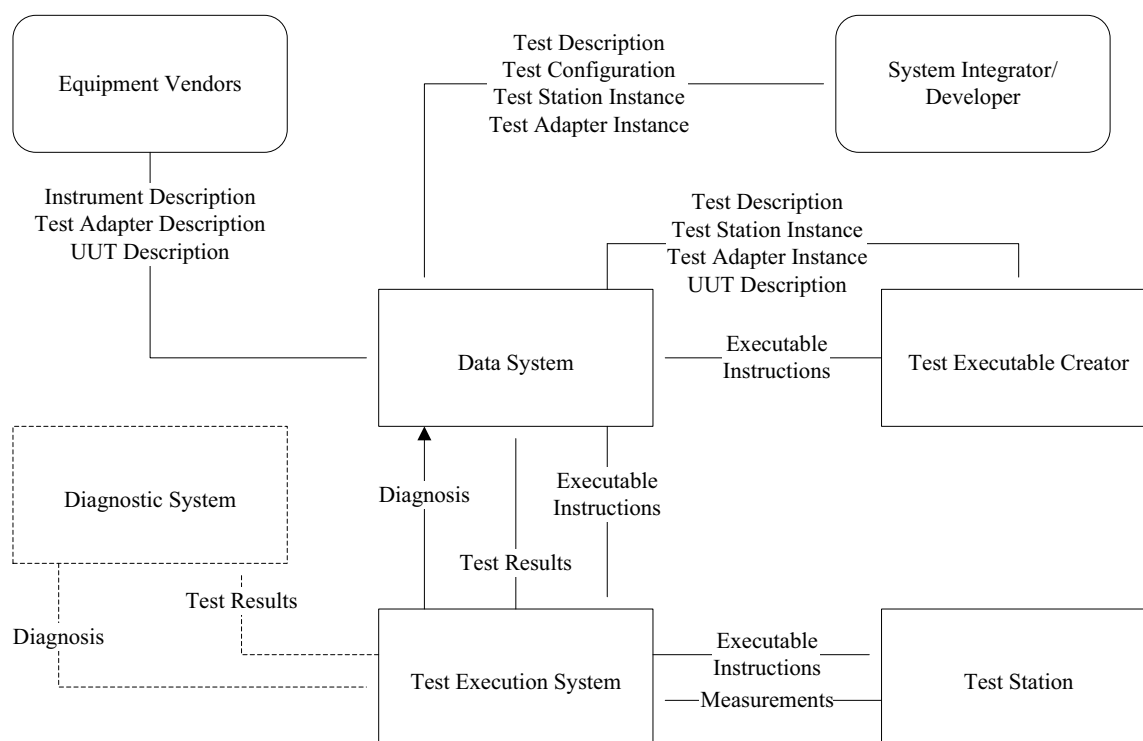 Equipment Vendors
Test Description
Test Configuration
Test Station Instance
Test Adapter Instance
System Integrator/
Developer
Instrument Description
Test Adapter Description
UUT Description
Test Description
Test Station Instance
Test Adapter Instance
UUT Description
Data System
Executable
Instructions
Test Executable Creator
Diagnostic System
Diagnosis
Executable
Instructions
Test Results
Test Results
Diagnosis
Test Execution System
Executable
Instructions
Measurements
Test Station